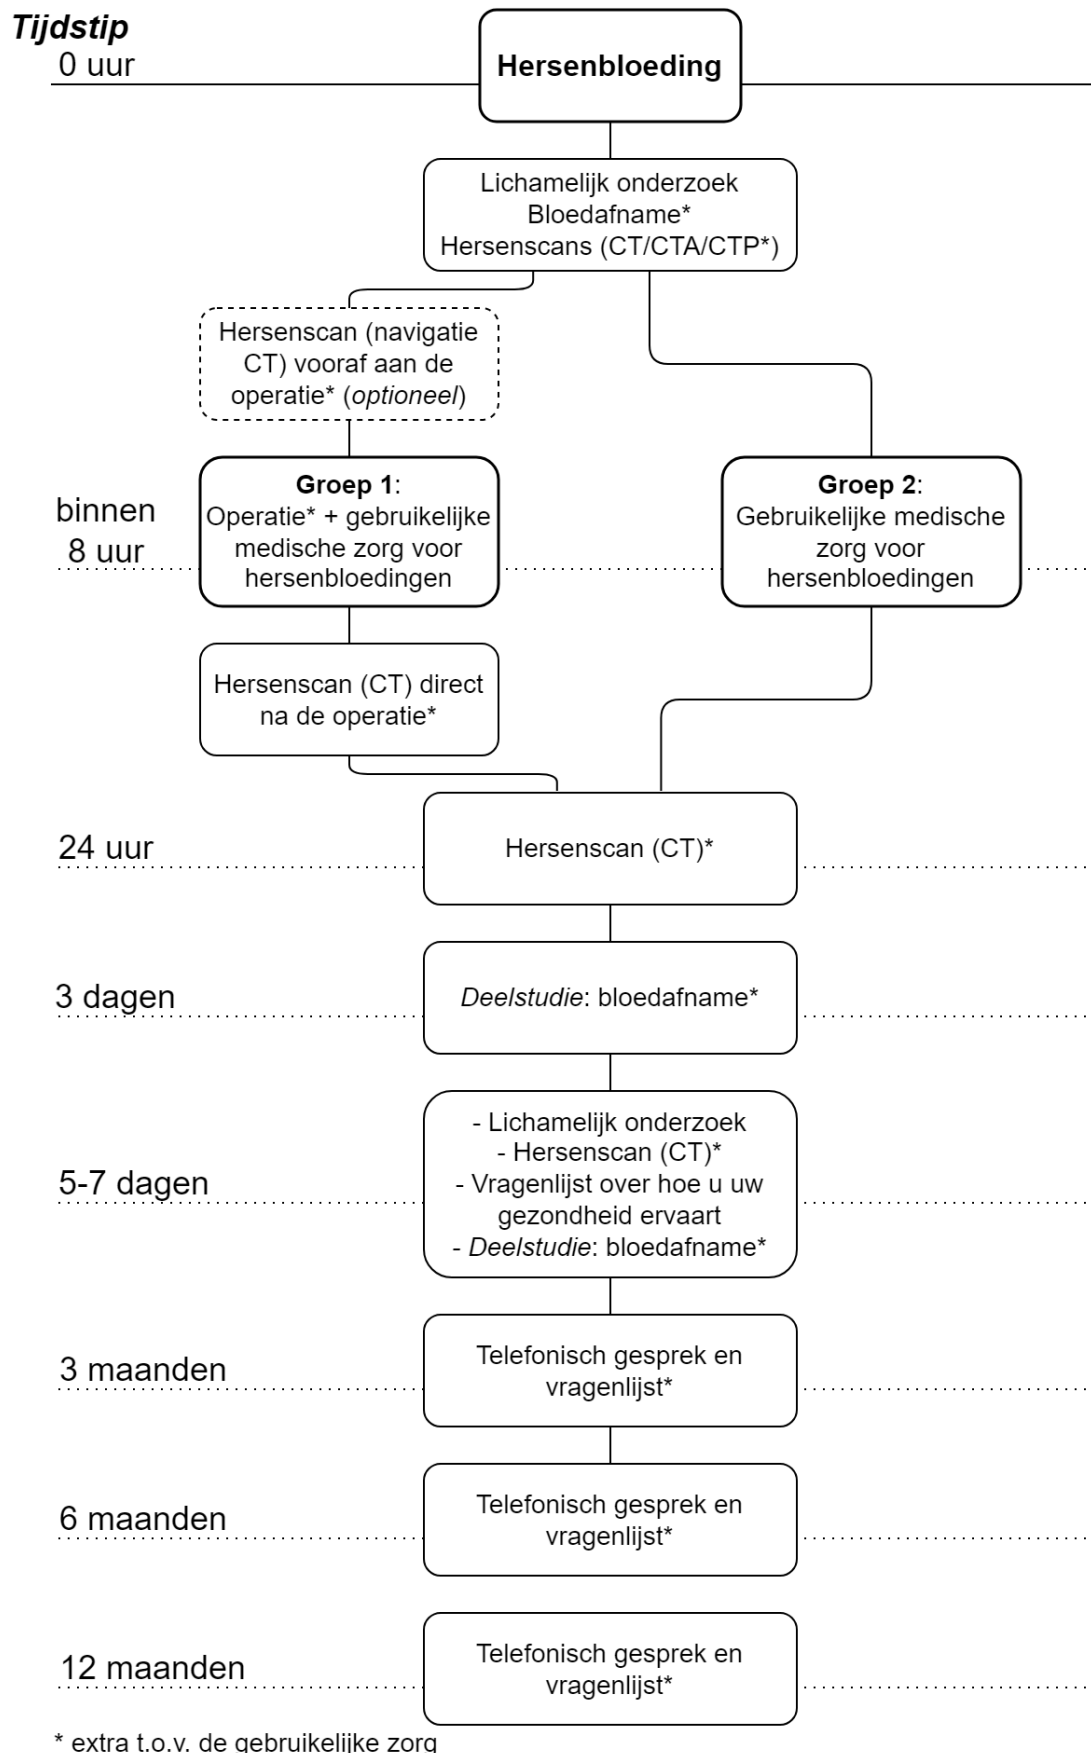 Tijdstip
0 uur
Hersenbloeding
Lichamelijk onderzoek
Bloedafname*
Hersenscans (CT/CTA/CTP*)
Hersenscan (navigatie
CT) vooraf aan de
operatie* (optioneel)
binnen
8 uur
Groep 1:
Operatie* + gebruikelijke
medische zorg voor
hersenbloedingen
Groep 2:
Gebruikelijke medische
zorg voor
hersenbloedingen
Hersenscan (CT) direct
na de operatie*
24 uur
Hersenscan (CT)*
3 dagen
Deelstudie: bloedafname*
5-7 dagen
- Lichamelijk onderzoek
- Hersenscan (CT)*
- Vragenlijst over hoe u uw
gezondheid ervaart
- Deelstudie: bloedafname*
3 maanden
Telefonisch gesprek en
vragenlijst*
6 maanden
Telefonisch gesprek en
vragenlijst*
12 maanden
Telefonisch gesprek en
vragenlijst*
* extra t.o.v. de gebruikelijke zorg